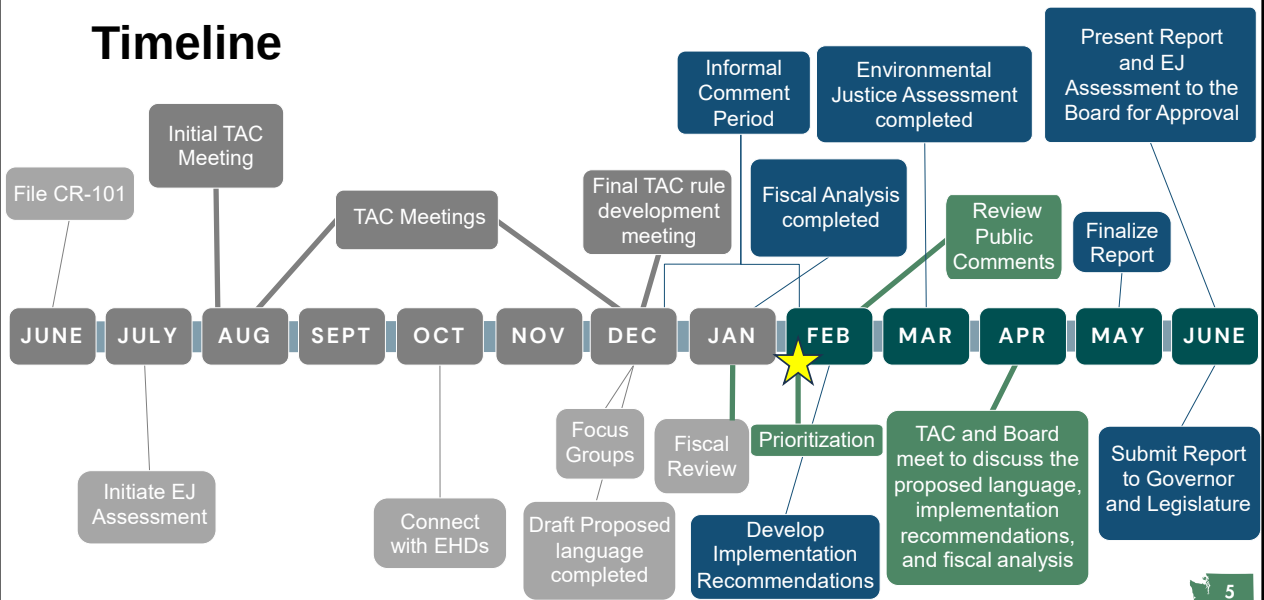 Timeline
Present Report
and EJ
Assessment to the
Board for Approval
Informal
Comment
Period
Environmental
Justice Assessment
completed
Initial TAC
Meeting
File CR-101
TAC Meetings
Final TAC rule
development
meeting
Fiscal Analysis
completed
Review
Public
Comments
Finalize
Report
JUNE
JULY
AUG
SEPT
OCT
NOV
DEC
JAN
FEB
MAR
APR
MAY
JUNE
Initiate EJ
Assessment
Connect
with EHDs
Focus
Groups
Draft Proposed
language
completed
Fiscal
Review
Prioritization
Develop
Implementation
Recommendations
TAC and Board
meet to discuss the
proposed language,
implementation
recommendations,
and fiscal analysis
Submit Report
to Governor
and Legislature
5